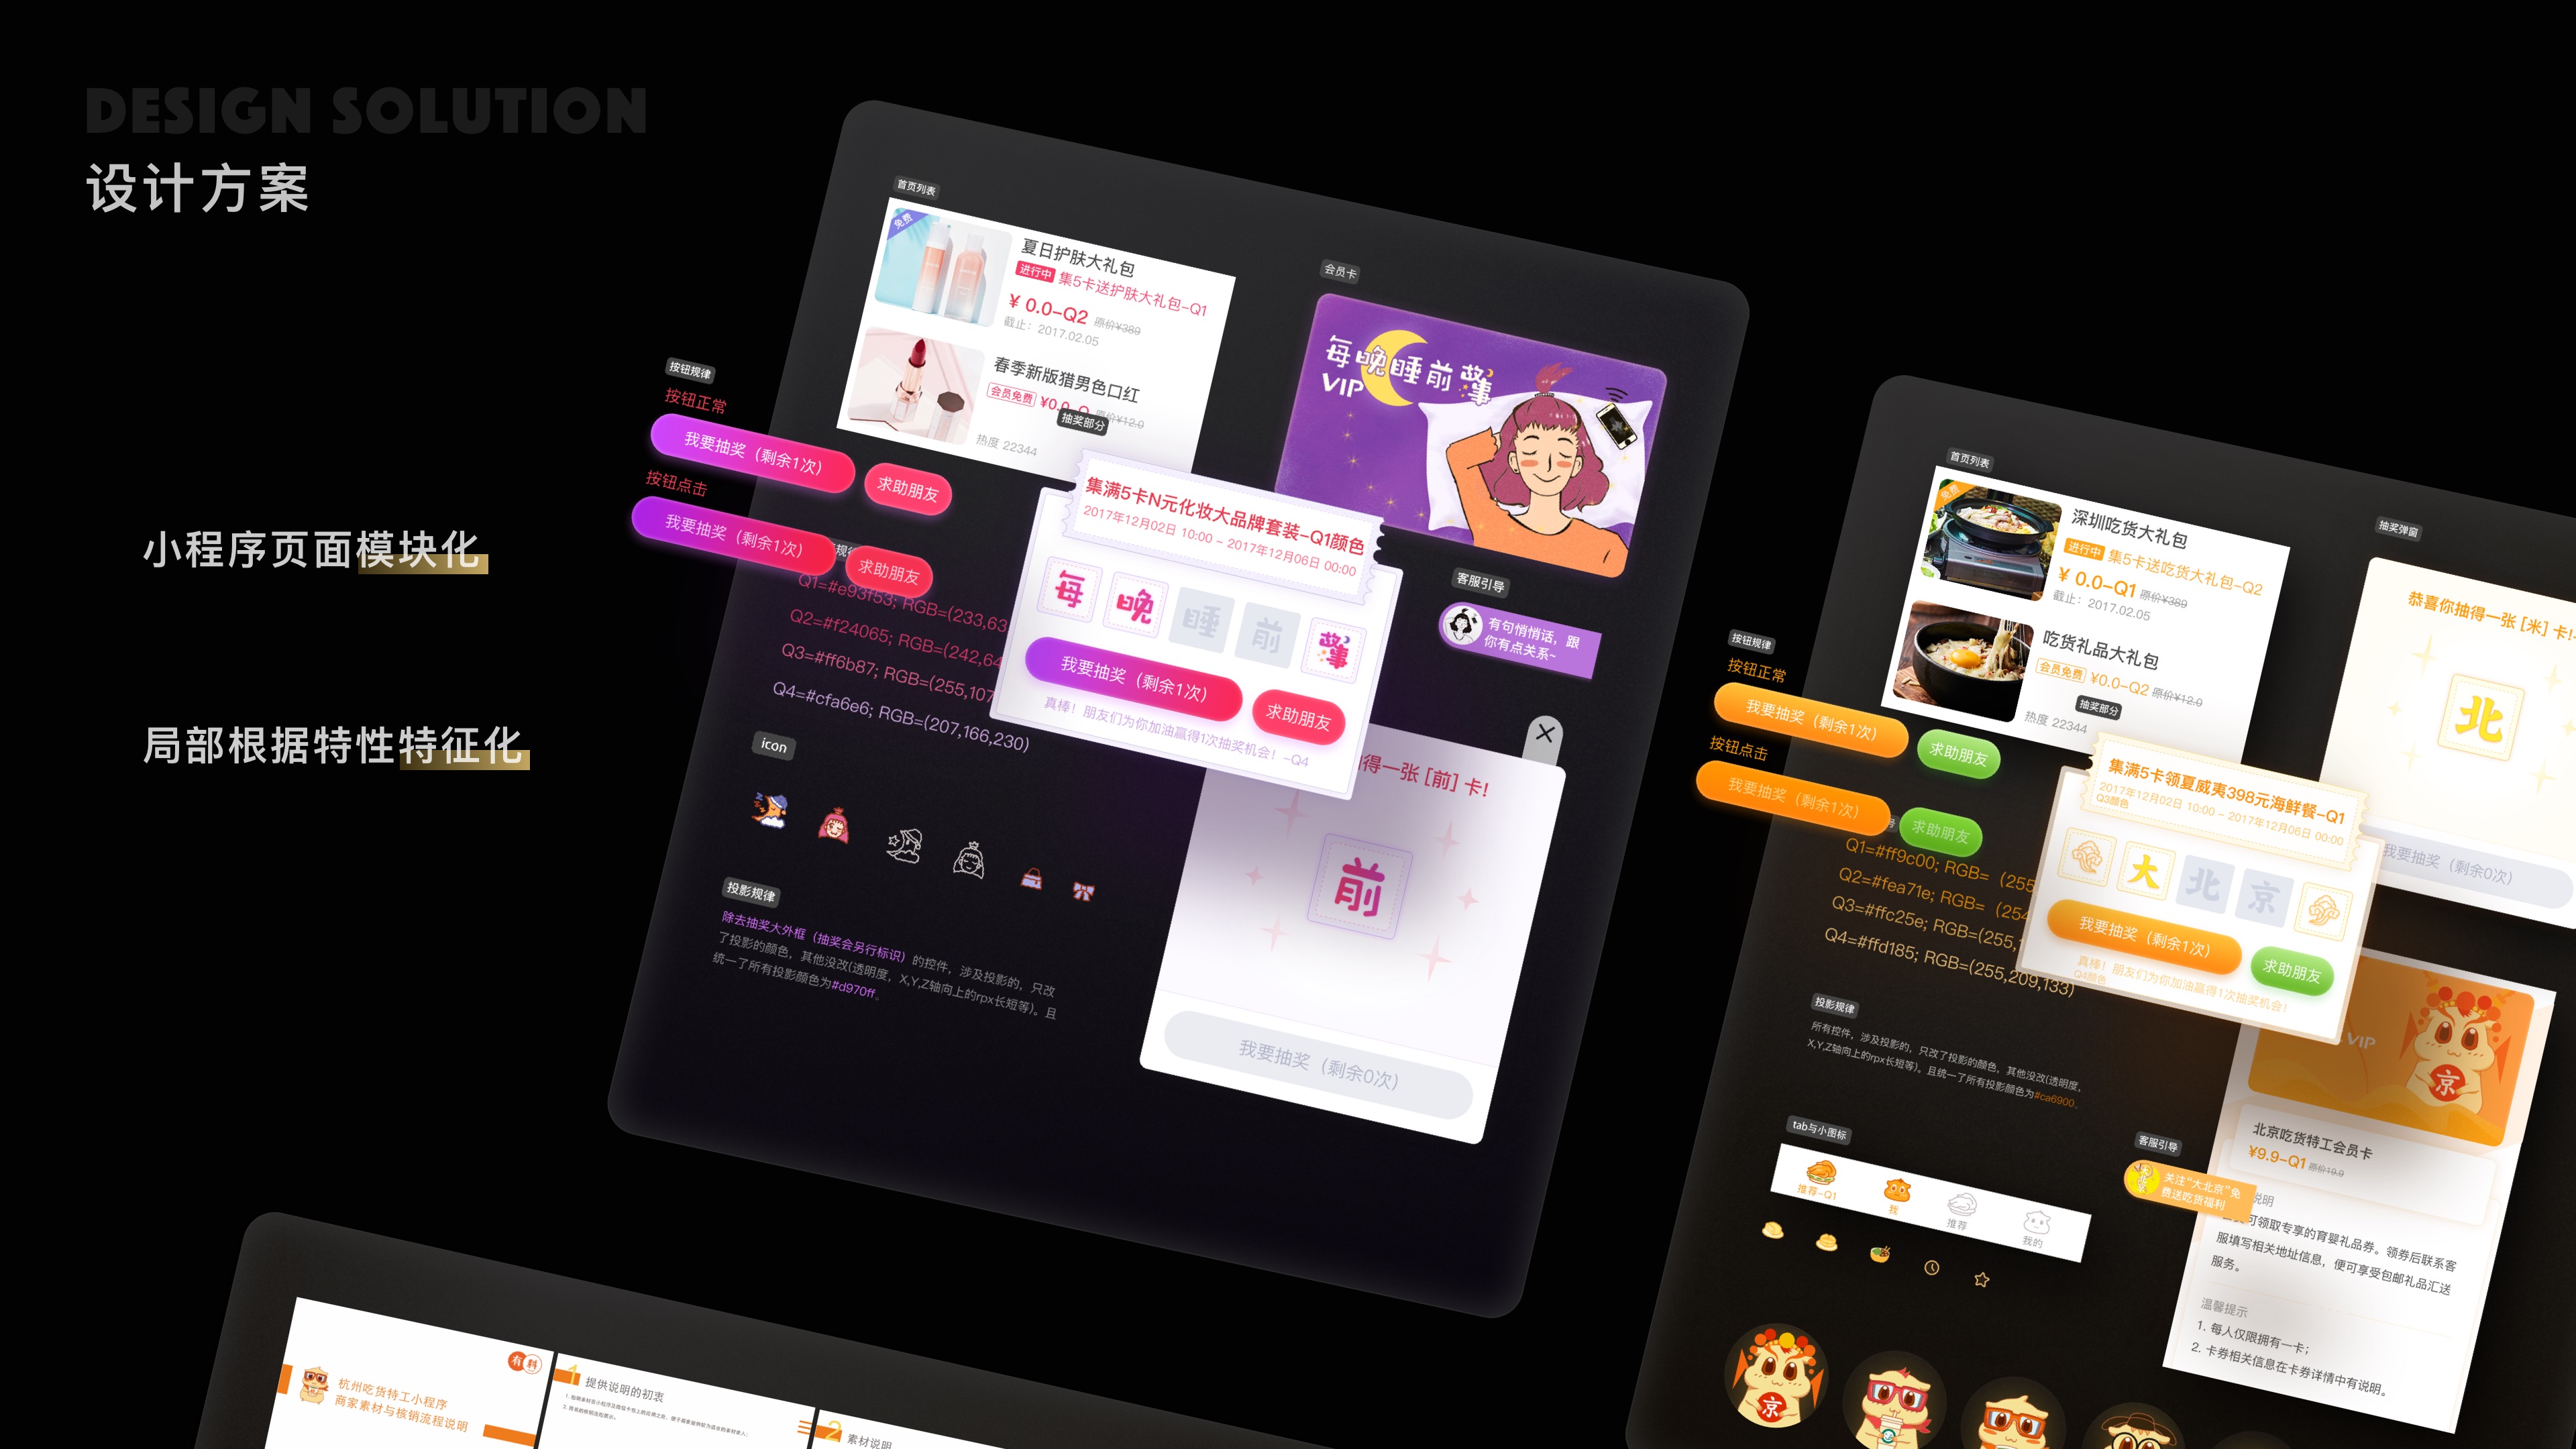 DESIGN SOLUTION
设计方案
小程序页面模块化
局部根据特性特征化
首页列表
免费
夏日护肤大礼包
进行中 集5卡送护肤大礼包-Q1
¥ 0.0-Q2 原价¥389
截止：2017.02.05
春季新版猎男色口红
会员免费 ¥0.0-Q 原价¥12.0
热度 22344
抽奖部分
会员卡
每晚睡前故事
VIP
按钮规律
按钮正常
我要抽奖（剩余1次）
求助朋友
按钮点击
我要抽奖（剩余1次）
求助朋友
Q1=#e93f53; RGB=(233,63
Q2=#f24065; RGB=(242,64
Q3=#ff6b87; RGB=(255,107
Q4=#cfa6e6; RGB=(207,166,230)
集满5卡N元化妆大品牌套装-Q1颜色
2017年12月02日 10:00 - 2017年12月06日 00:00
每 晚 睡 前 故事
我要抽奖（剩余1次）
求助朋友
真棒！朋友们为你加油赢得1次抽奖机会！-Q4
客服引导
有句悄悄话，跟
你有点关系~
得一张 [前] 卡!
前
我要抽奖（剩余0次）
icon
投影规律
除去抽奖大外框（抽奖会另行标识）的控件，涉及投影的，只改
了投影的颜色，其他没改(透明度，X,Y,Z轴向上的rpx长短等)。且
统一了所有投影颜色为#d970ff。
首页列表
免费
深圳吃货大礼包
进行中 集5卡送吃货大礼包-Q2
¥ 0.0-Q1 原价¥389
截止：2017.02.05
吃货礼品大礼包
会员免费 ¥0.0-Q2 原价¥12.0
热度 22344
抽奖部分
抽奖弹窗
恭喜你抽得一张 [米] 卡!
北
我要抽奖（剩余0次）
按钮规律
按钮正常
我要抽奖（剩余1次）
求助朋友
按钮点击
我要抽奖（剩余1次）
求助朋友
Q1=#ff9c00; RGB=（255
Q2=#fea71e; RGB=（254
Q3=#ffc25e; RGB=(255,1
Q4=#ffd185; RGB=(255,209,133)
集满5卡领夏威夷398元海鲜餐-Q1
2017年12月02日 10:00 - 2017年12月06日 00:00
Q3颜色
大 北 京
我要抽奖（剩余1次）
求助朋友
真棒！朋友们为你加油赢得1次抽奖机会！
Q4颜色
投影规律
所有控件，涉及投影的，只改了投影的颜色，其他没改(透明度，
X,Y,Z轴向上的rpx长短等)。且统一了所有投影颜色为#ca6900。
tab与小图标
推荐-Q1
我
推荐
我的
客服引导
关注“大北京”免
费送吃货福利
VIP
京
北京吃货特工会员卡
¥9.9-Q1 原价19.9
说明
可领取专享的育婴礼品券。领券后联系客
服填写相关地址信息，便可享受包邮礼品汇送
服务。
温馨提示
1. 每人仅限拥有一卡；
2. 卡券相关信息在卡券详情中有说明。
京
有料
杭州吃货特工小程序
商家素材与核销流程说明
1 提供说明的初衷
2 素材说明